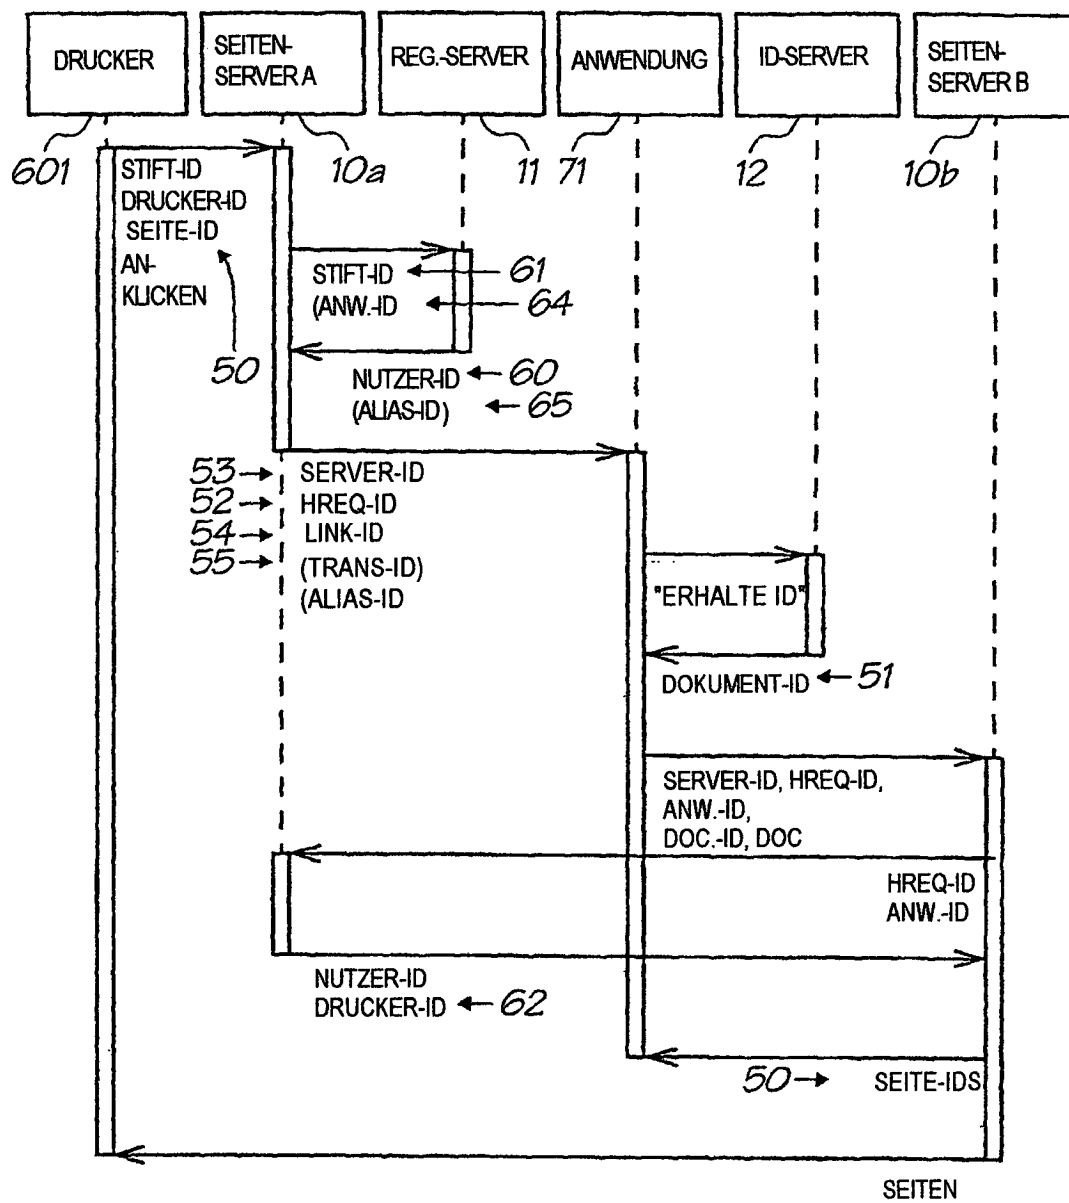 DRUCKER
SEITEN-
SERVER A
REG.-SERVER
ANWENDUNG
ID-SERVER
SEITEN-
SERVER B
601
10a
11
71
12
10b
STIFT-ID
DRUCKER-ID
SEITE-ID
AN-
KLICKEN
50
STIFT-ID
61
(ANW.-ID
64
NUTZER-ID
60
(ALIAS-ID)
65
53
SERVER-ID
52
HREQ-ID
54
LINK-ID
55
(TRANS-ID)
(ALIAS-ID
"ERHALTE ID"
DOKUMENT-ID
51
SERVER-ID, HREQ-ID,
ANW.-ID,
DOC.-ID, DOC
HREQ-ID
ANW.-ID
NUTZER-ID
DRUCKER-ID
62
50
SEITE-IDS
SEITEN